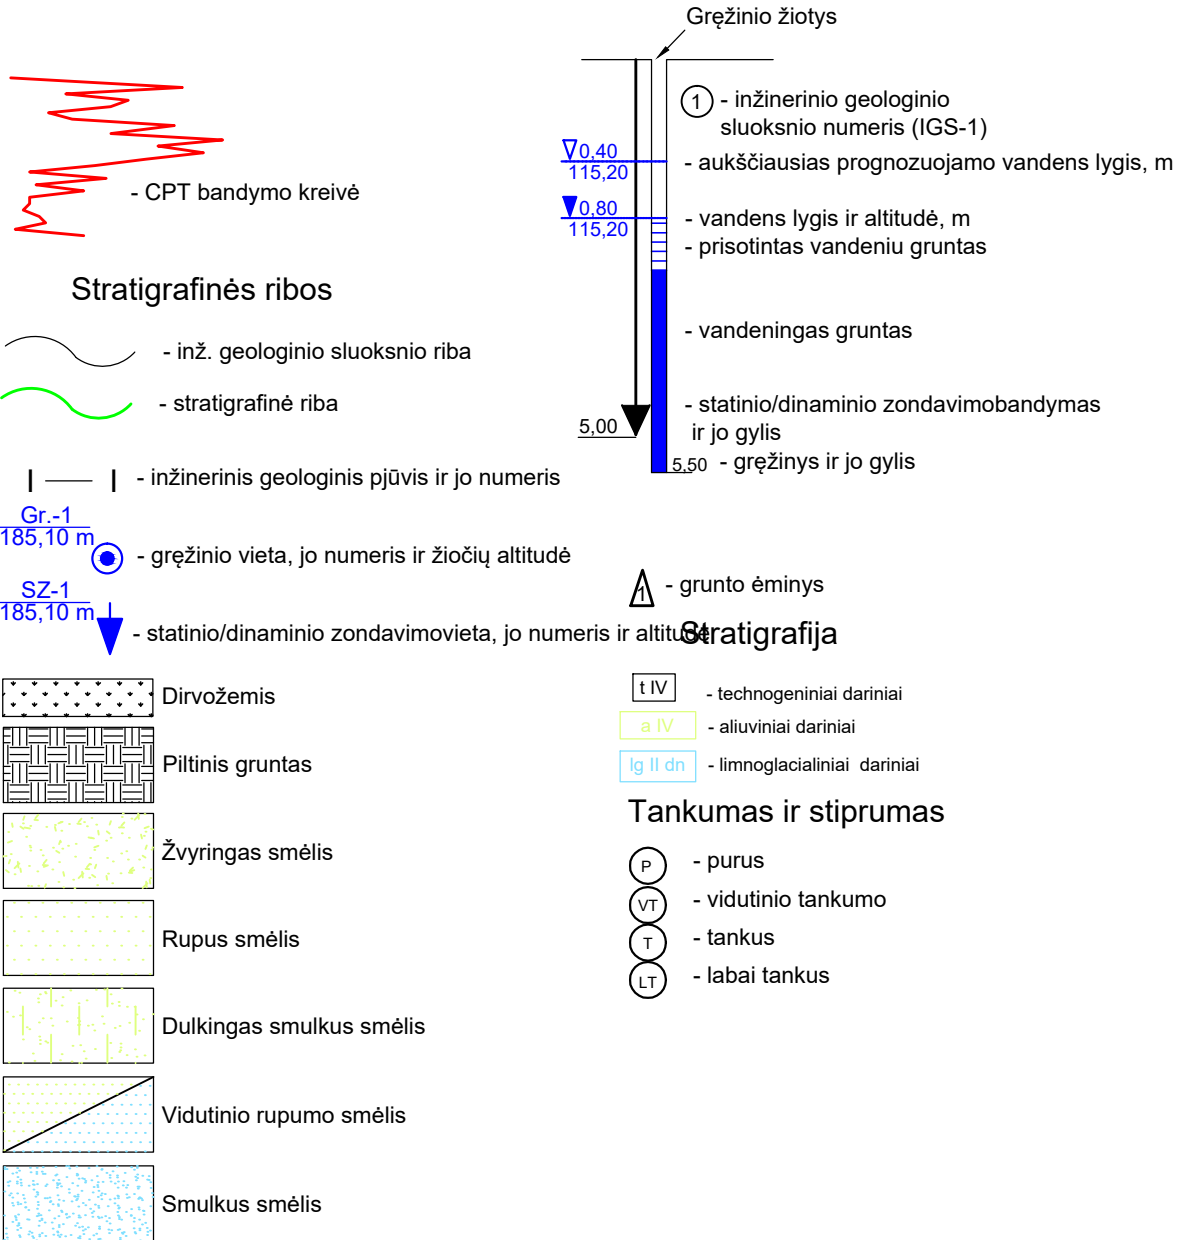 Gręžinio žiotys
1
- inžinerinio geologinio
sluoksnio numeris (IGS-1)
0,40
115,20
- aukščiausias prognozuojamo vandens lygis, m
0,80
115,20
- vandens lygis ir altitudė, m
- prisotintas vandeniu gruntas
- vandeningas gruntas
- statinio/dinaminio zondavimobandymas
ir jo gylis
5,00
5,50
- gręžinys ir jo gylis
- CPT bandymo kreivė
Stratigrafinės ribos
- inž. geologinio sluoksnio riba
- stratigrafinė riba
- inžinerinis geologinis pjūvis ir jo numeris
Gr.-1
185,10 m
- gręžinio vieta, jo numeris ir žiočių altitudė
SZ-1
185,10 m
- statinio/dinaminio zondavimovieta, jo numeris ir altitudė
1
- grunto ėminys
Stratigrafija
t IV
- technogeniniai dariniai
a IV
- aliuviniai dariniai
lg II dn
- limnoglacialiniai dariniai
Tankumas ir stiprumas
P
- purus
VT
- vidutinio tankumo
T
- tankus
LT
- labai tankus
Dirvožemis
Piltinis gruntas
Žvyringas smėlis
Rupus smėlis
Dulkingas smulkus smėlis
Vidutinio rupumo smėlis
Smulkus smėlis